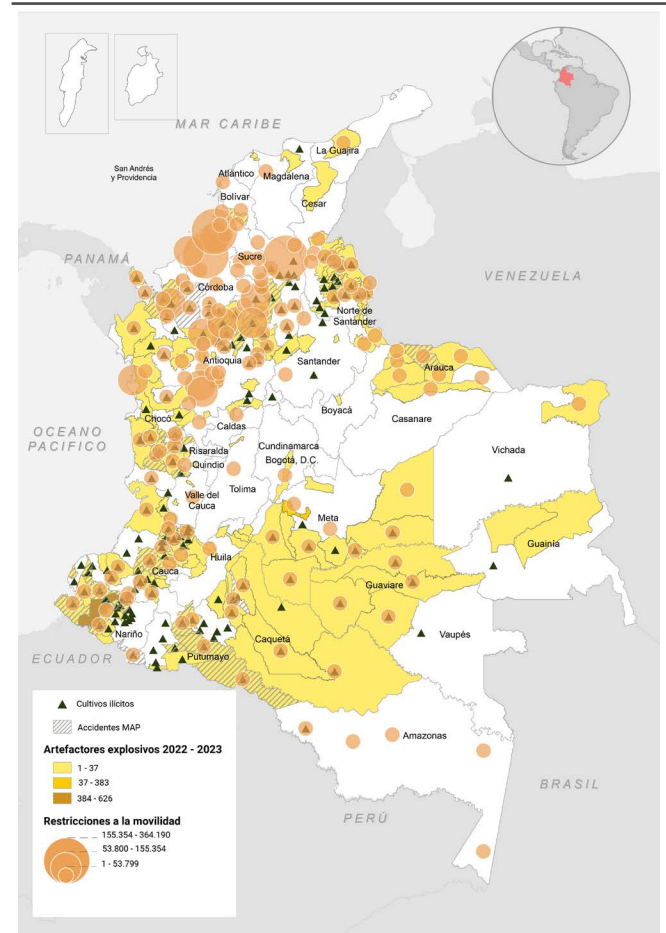 MAR CARIBE
La Guajira
San Andrés
y Providencia
Atlántico
Magdalena
Bolívar
Cesar
PANAMÁ
Sucre
VENEZUELA
Córdoba
Norte de
Santander
Antioquia
Santander
Arauca
Boyacá
Casanare
OCEANO
PACIFICO
Chocó
Caldas
Cundinamarca
Vichada
Risaralda
Bogotá, D.C.
Quindio
Tolima
Valle del
Cauca
Meta
Guainía
Huila
Cauca
Guaviare
Nariño
Caquetá
Vaupés
ECUADOR
Putumayo
Amazonas
BRASIL
PERÚ
Cultivos ilícitos
Accidentes MAP
Artefactores explosivos 2022 - 2023
1 - 37
37 - 383
384 - 626
Restricciones a la movilidad
155.354 - 364.190
53.800 - 155.354
1 - 53.799